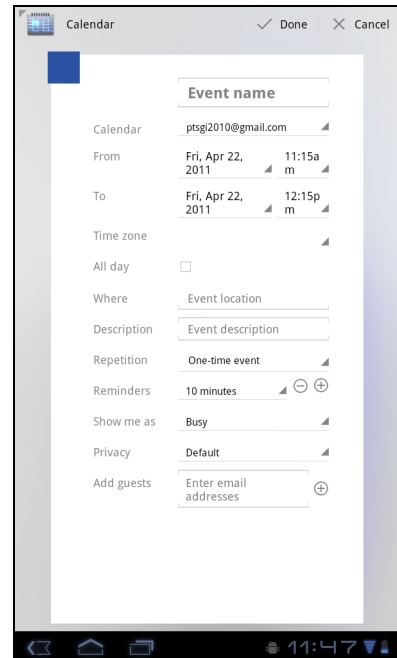 Calendar Done Cancel
Event name
Calendar ptsgi2010@gmail.com
From Fri, Apr 22, 11:15a
2011 m
To Fri, Apr 22, 12:15p
2011 m
Time zone
All day
Where Event location
Description Event description
Repetition One-time event
Reminders 10 minutes
Show me as Busy
Privacy Default
Add guests Enter email
addresses
11:47